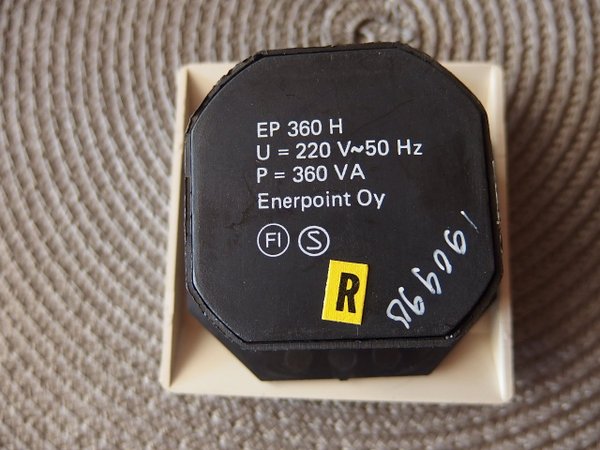 EP 360 H
U = 220 V~50 Hz
P = 360 VA
Enerpoint Oy
FI S
R